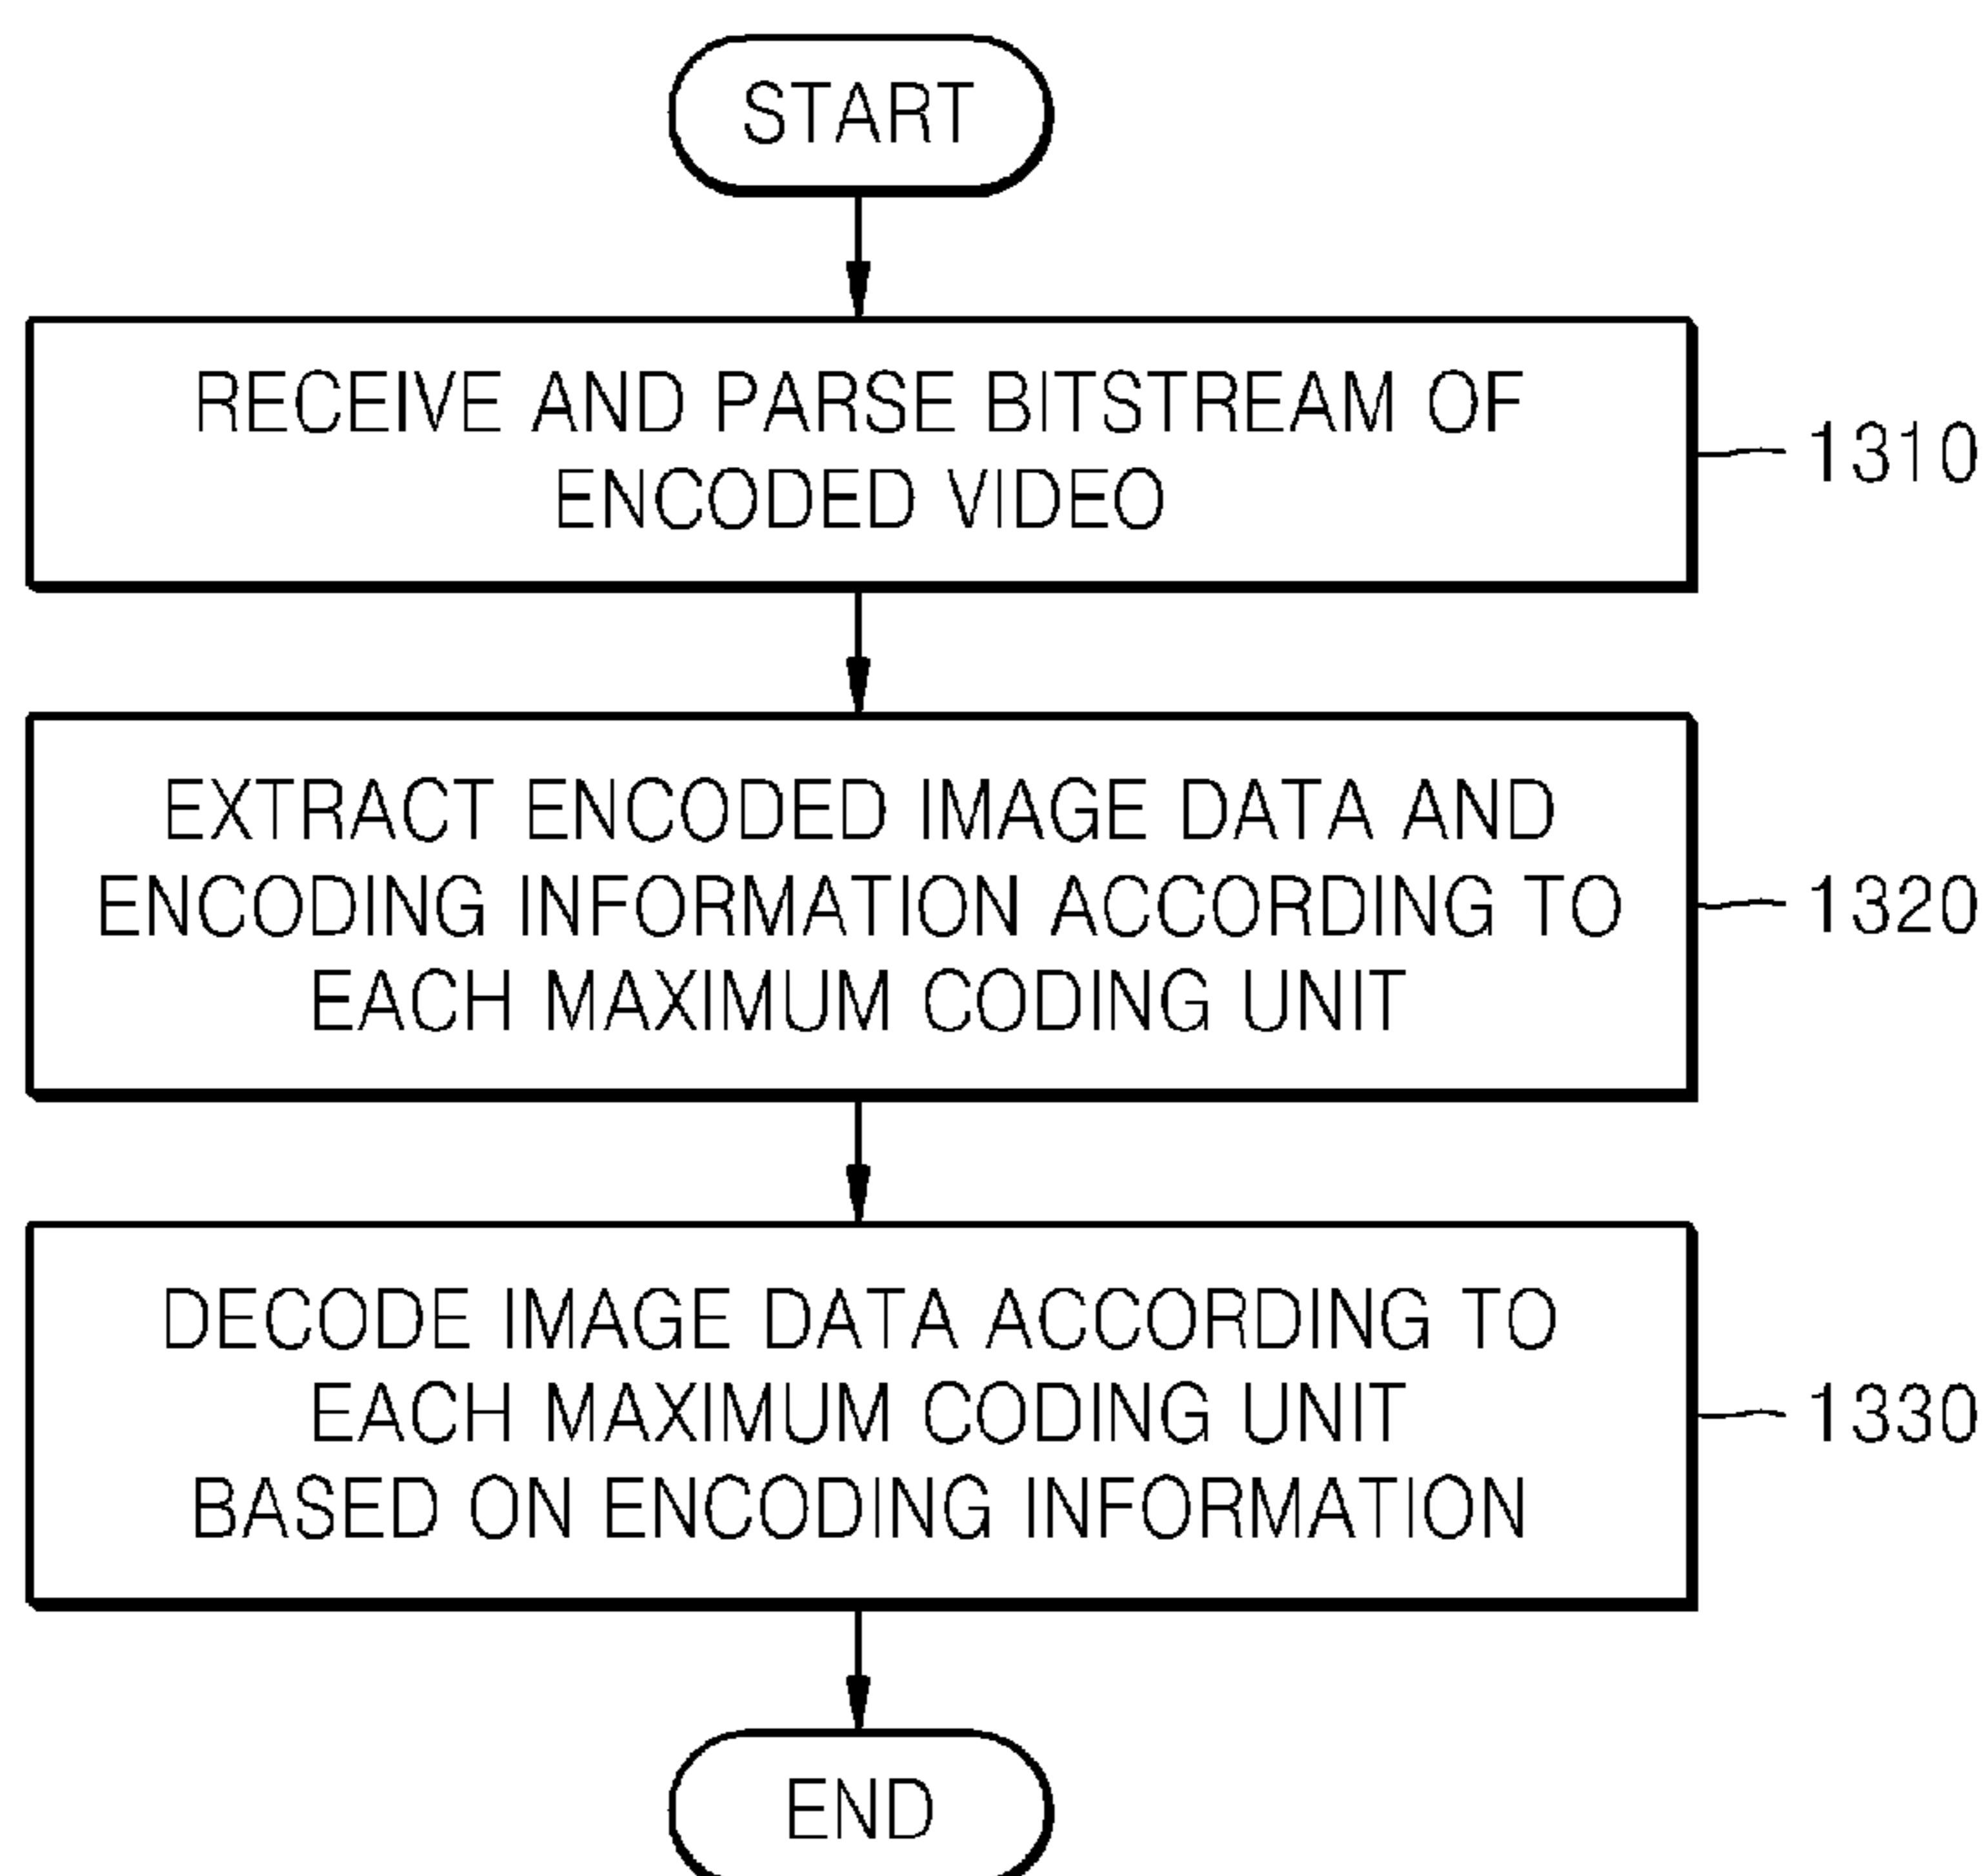 START
RECEIVE AND PARSE BITSTREAM OF
ENCODED VIDEO
1310
EXTRACT ENCODED IMAGE DATA AND
ENCODING INFORMATION ACCORDING TO
EACH MAXIMUM CODING UNIT
1320
DECODE IMAGE DATA ACCORDING TO
EACH MAXIMUM CODING UNIT
BASED ON ENCODING INFORMATION
1330
END